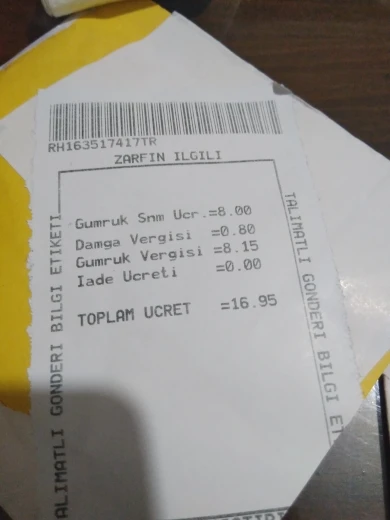 RH163517417TR
ZARFIN ILGILI
Gumruk Snm Ucr.=8.00
Damga Vergisi =0.80
Gumruk Vergisi =8.15
Iade Ucreti =0.00
TOPLAM UCRET =16.95
TALIMATLI GONDERI BILGI ETIKETI
TALIMATLI GONDERI BILGI ET